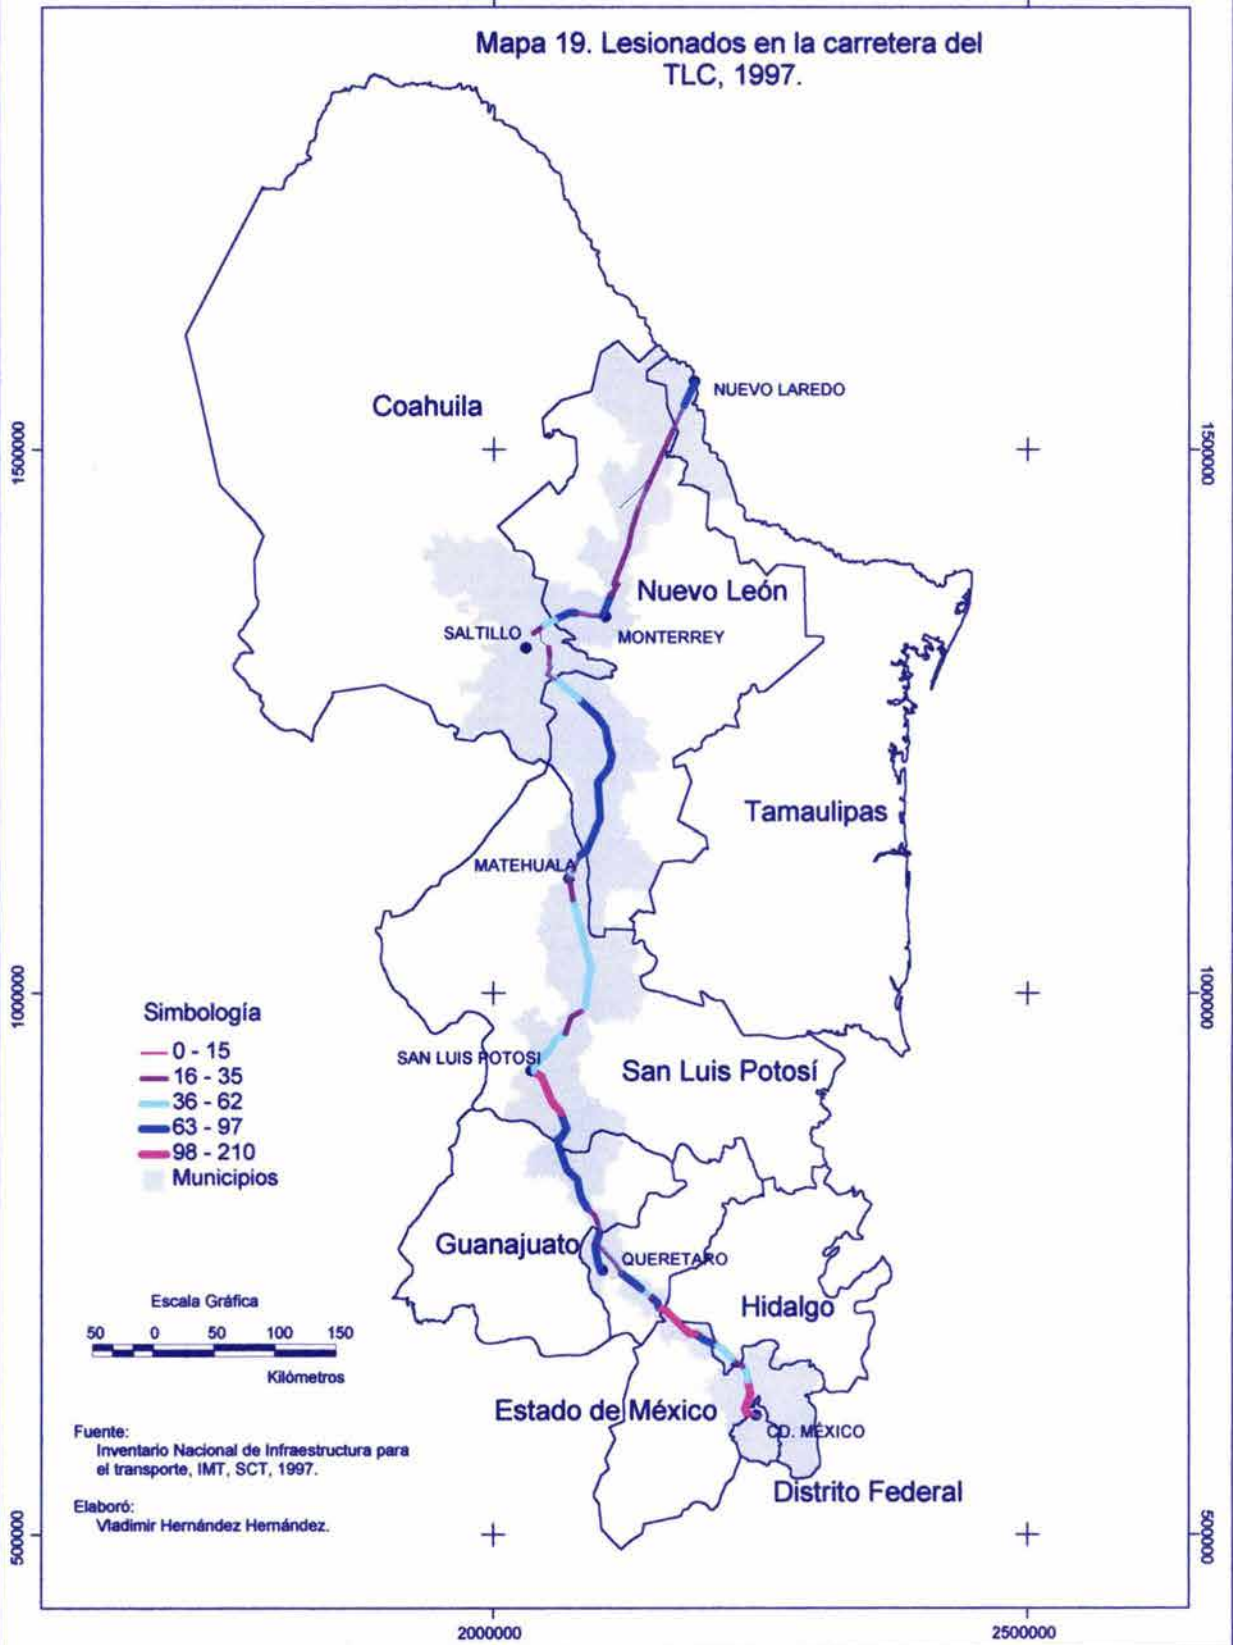 Mapa 19. Lesionados en la carretera del
TLC, 1997.
NUEVO LAREDO
Coahuila
1500000
1500000
Nuevo León
SALTILLO
MONTERREY
Tamaulipas
MATEHUALA
1000000
1000000
Simbología
0 - 15
16 - 35
36 - 62
63 - 97
98 - 210
Municipios
SAN LUIS POTOSI
San Luis Potosí
Guanajuato
QUERETARO
Hidalgo
Escala Gráfica
50 0 50 100 150
Kilómetros
Estado de México
CD. MÉXICO
Distrito Federal
Fuente:
Inventario Nacional de Infraestructura para
el transporte, IMT, SCT, 1997.
Elaboró:
Vladimir Hernández Hernández.
500000
500000
2000000
2500000